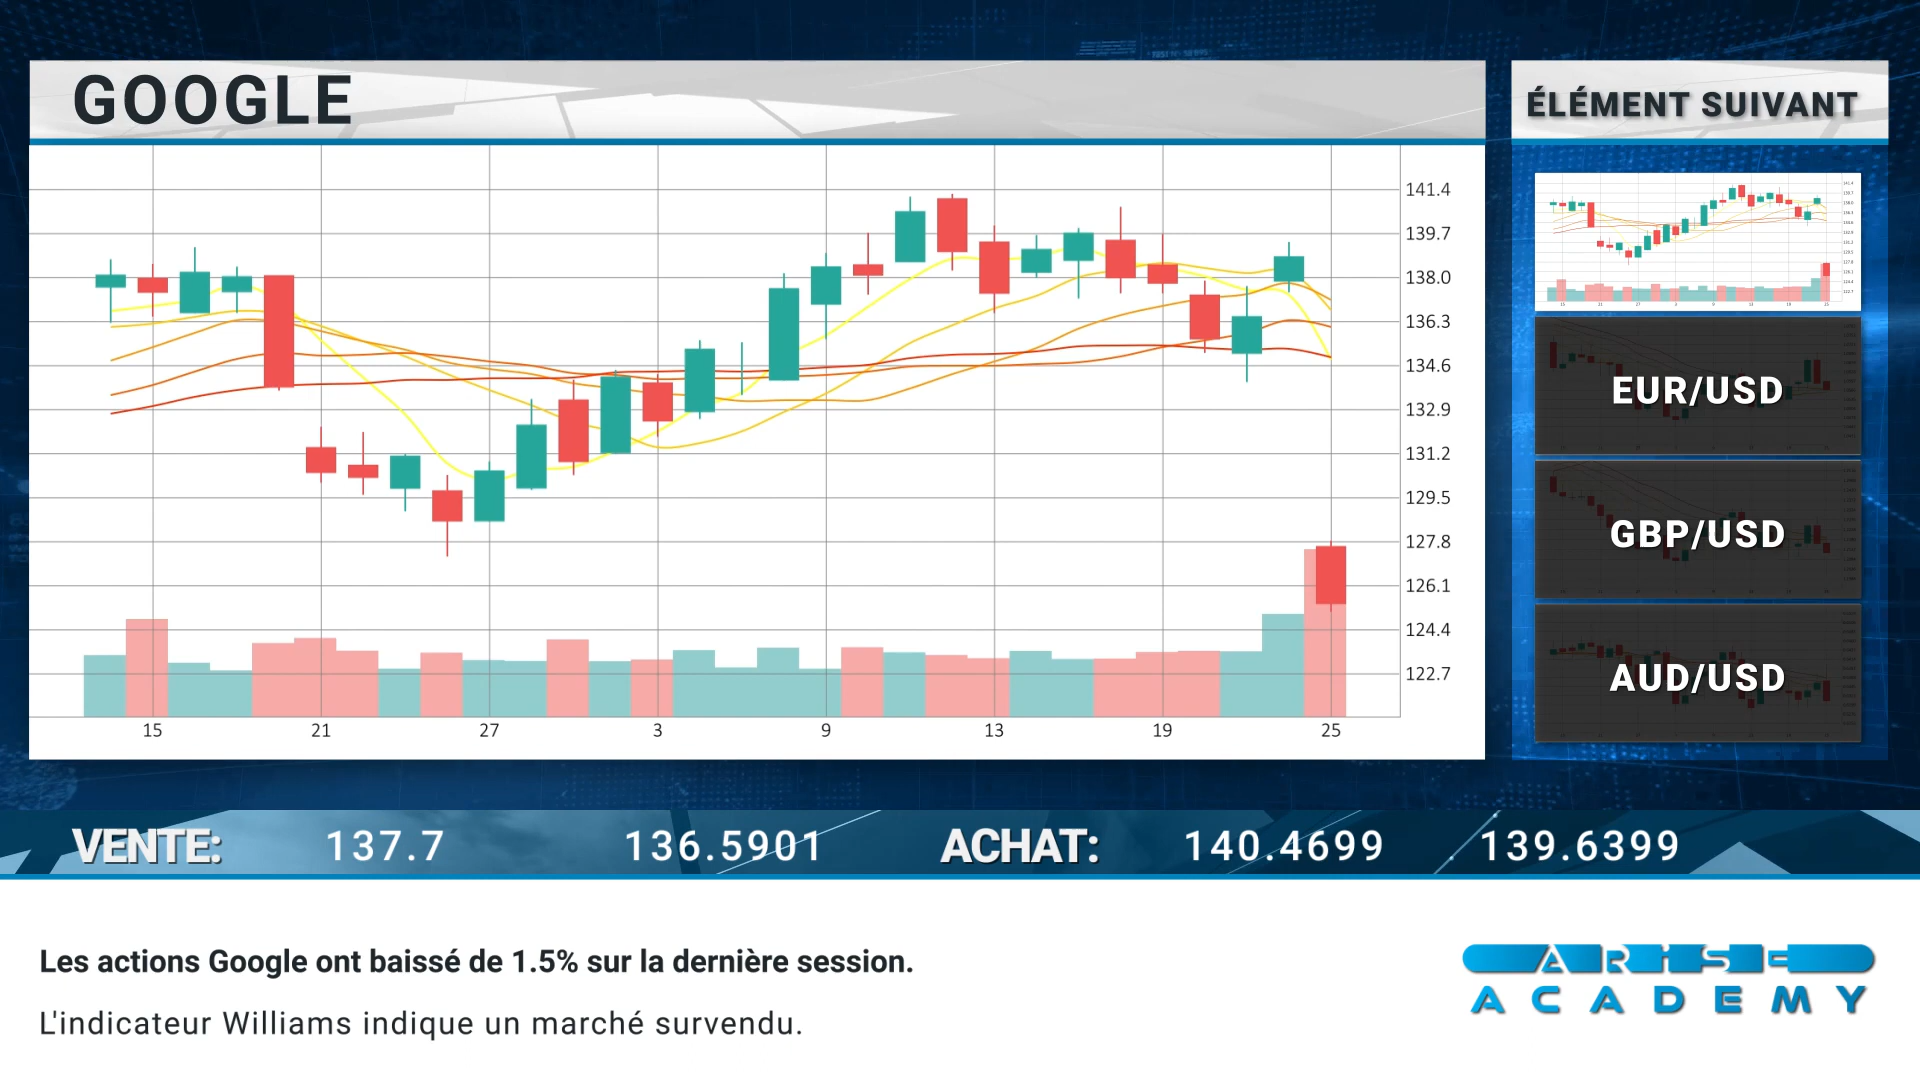 GOOGLE
ÉLÉMENT SUIVANT
141.4
139.7
138.0
136.3
134.6
132.9
131.2
129.5
127.8
126.1
124.4
122.7
15 21 27 3 9 13 19 25
EUR/USD
GBP/USD
AUD/USD
VENTE: 137.7 136.5901 ACHAT: 140.4699 139.6399
Les actions Google ont baissé de 1.5% sur la dernière session.
L'indicateur Williams indique un marché survendu.
ARISE
ACADEMY